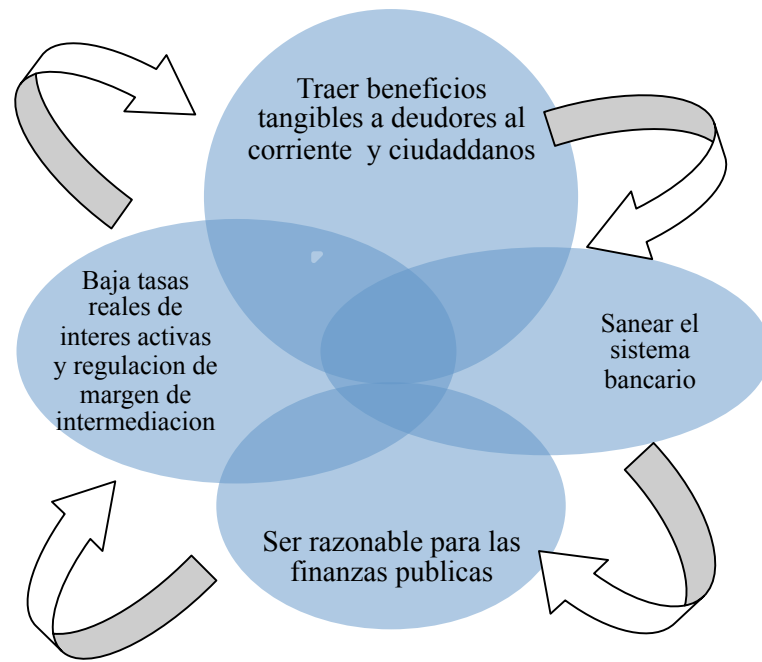 Traer beneficios
tangibles a deudores al
corriente y ciudaddanos
Baja tasas
reales de
interes activas
y regulacion de
margen de
intermediacion
Sanear el
sistema
bancario
Ser razonable para las
finanzas publicas